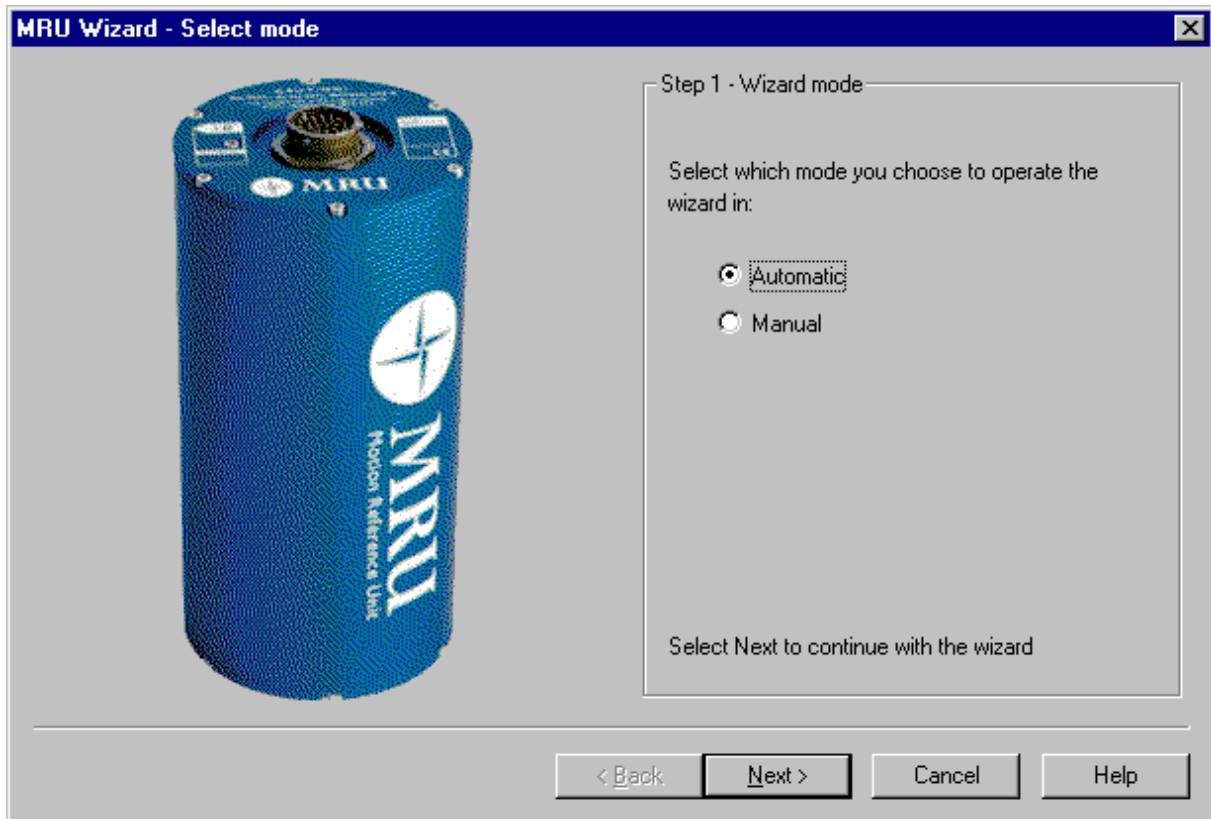 MRU Wizard - Select mode
MRU
MRU
Motion Reference Unit
Step 1 - Wizard mode
Select which mode you choose to operate the
wizard in:
Automatic
Manual
Select Next to continue with the wizard
< Back
Next >
Cancel
Help